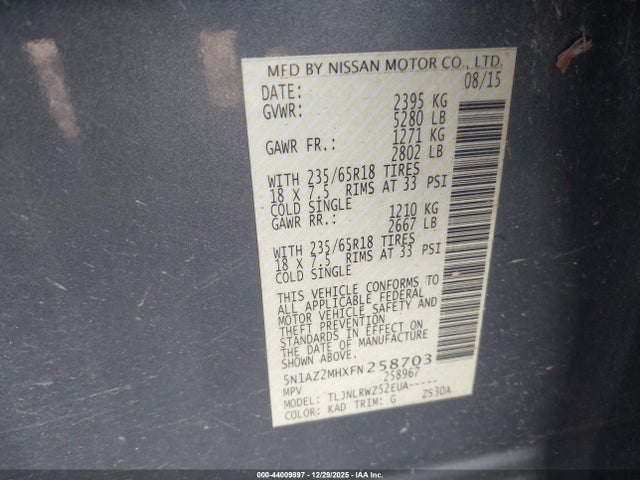 MFD BY NISSAN MOTOR CO., LTD.
DATE: 08/15
GVWR: 2395 KG
5280 LB
GAWR FR.: 1271 KG
2802 LB
WITH 235/65R18 TIRES
18 X 7.5 RIMS AT 33 PSI
COLD SINGLE
GAWR RR.: 1210 KG
2667 LB
WITH 235/65R18 TIRES
18 X 7.5 RIMS AT 33 PSI
COLD SINGLE
THIS VEHICLE CONFORMS TO
ALL APPLICABLE FEDERAL
MOTOR VEHICLE SAFETY AND
THEFT PREVENTION
STANDARDS IN EFFECT
ON THE DATE OF MANUFACTURE
SHOWN ABOVE.
5N1AZ2MHXFN258703
MPV 258967
MODEL: TLJNLRWZ52EUA-----
COLOR: KAD TRIM: G ZS30A
000-44009897 • 12/29/2025 • IAA Inc.